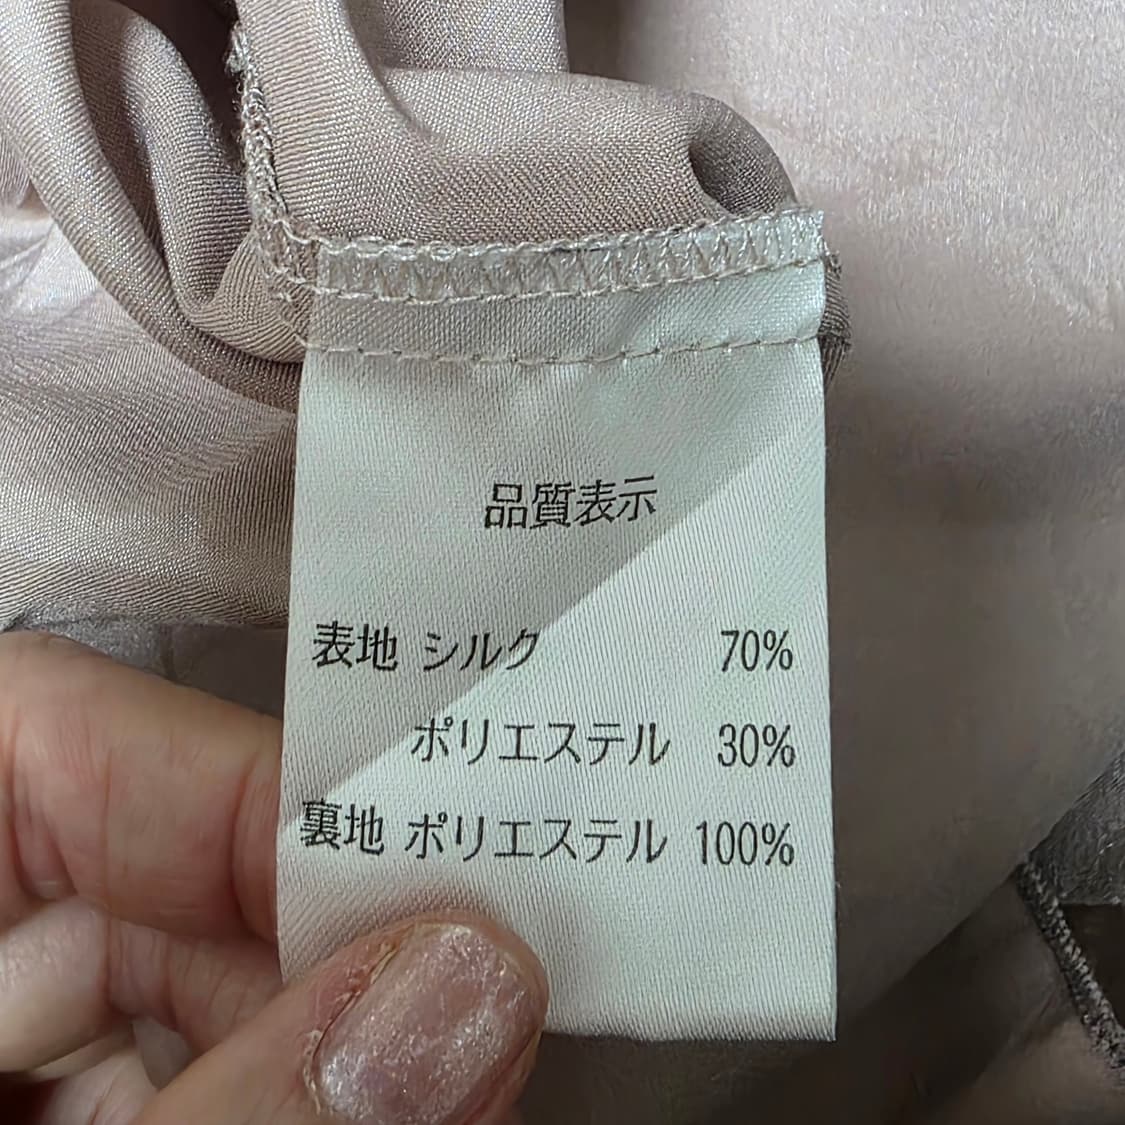 品質表示
表地 シルク 70%
ポリエステル 30%
裏地 ポリエステル 100%